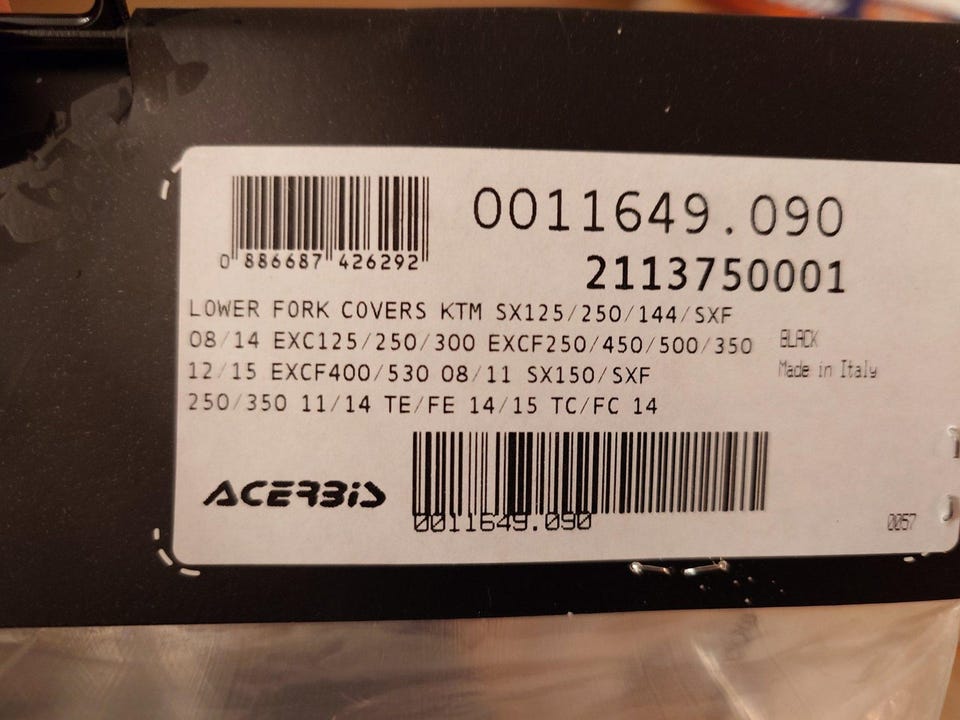 0011649.090
0 886687 426292
2113750001
LOWER FORK COVERS KTM SX125/250/144/SXF
08/14 EXC125/250/300 EXCF250/450/500/350
12/15 EXCF400/530 08/11 SX150/SXF
250/350 11/14 TE/FE 14/15 TC/FC 14
BLACK
Made in Italy
ACERBIS
0011649.090
0057